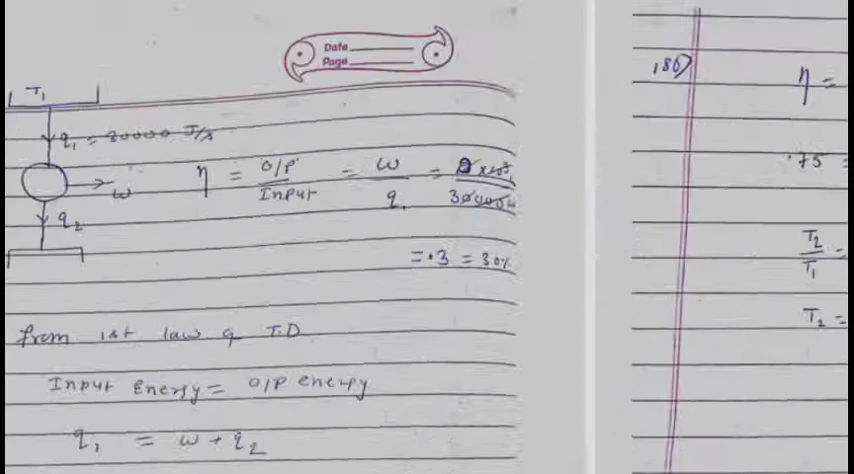 Date
Page
T1
q1 = 30000 J/s
w
q2
η = O/P / Input = w / q1 =
= .3 = 30%
from 1st law of T.D
Input Energy = O/P energy
q1 = w + q2
186)
η =
.75 =
T2 / T1 =
T2 =